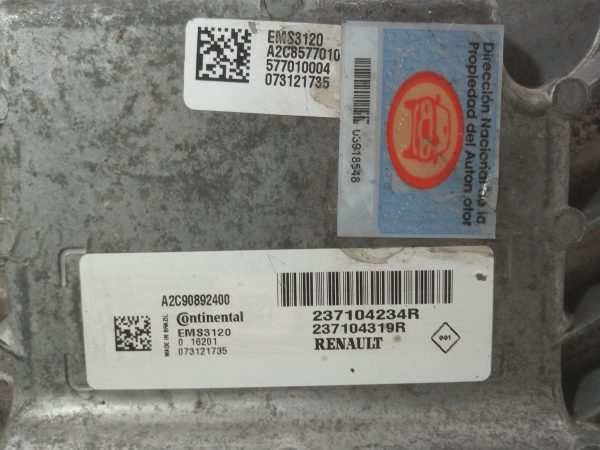 EMS3120
A2C8577010
577010004
073121735
03918548
Dirección Nacional de la
Propiedad del Automotor
A2C90892400
MADE IN BRAZIL
Continental
EMS3120
0 16201
073121735
237104234R
237104319R
RENAULT
001